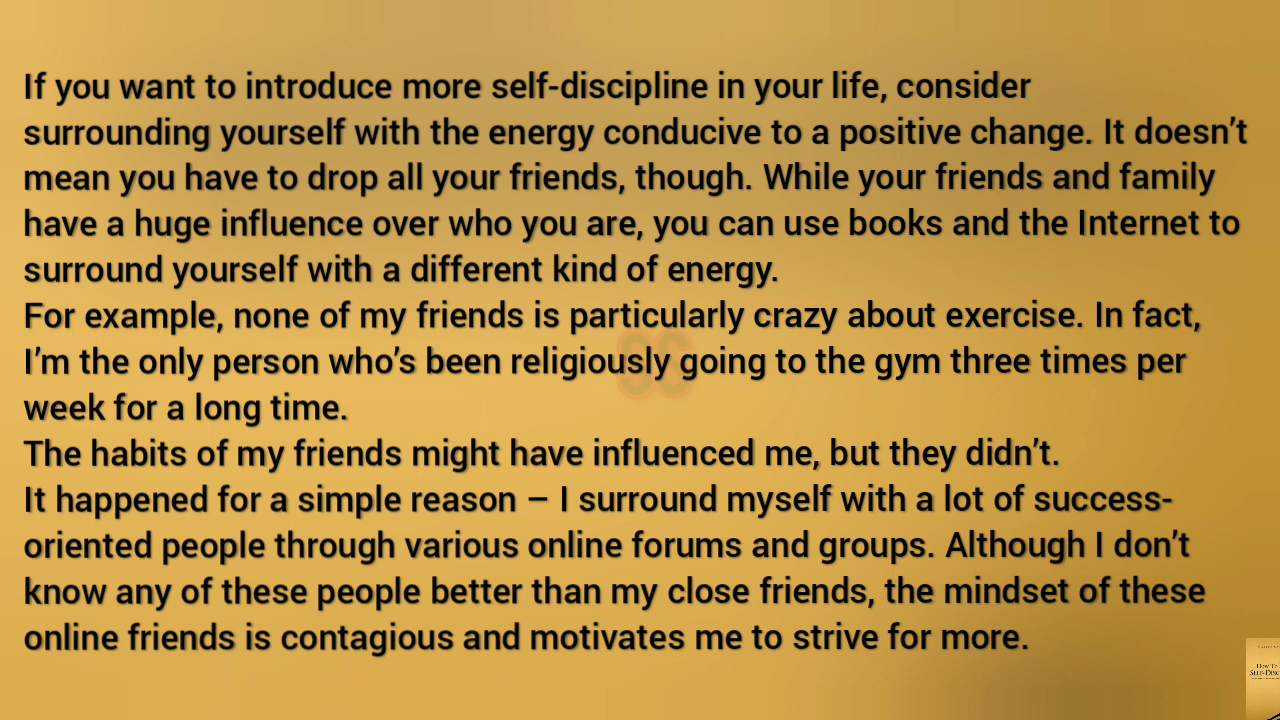 If you want to introduce more self-discipline in your life, consider
surrounding yourself with the energy conducive to a positive change. It doesn’t
mean you have to drop all your friends, though. While your friends and family
have a huge influence over who you are, you can use books and the Internet to
surround yourself with a different kind of energy.
For example, none of my friends is particularly crazy about exercise. In fact,
I’m the only person who’s been religiously going to the gym three times per
week for a long time.
The habits of my friends might have influenced me, but they didn’t.
It happened for a simple reason – I surround myself with a lot of success-
oriented people through various online forums and groups. Although I don’t
know any of these people better than my close friends, the mindset of these
online friends is contagious and motivates me to strive for more.
How To